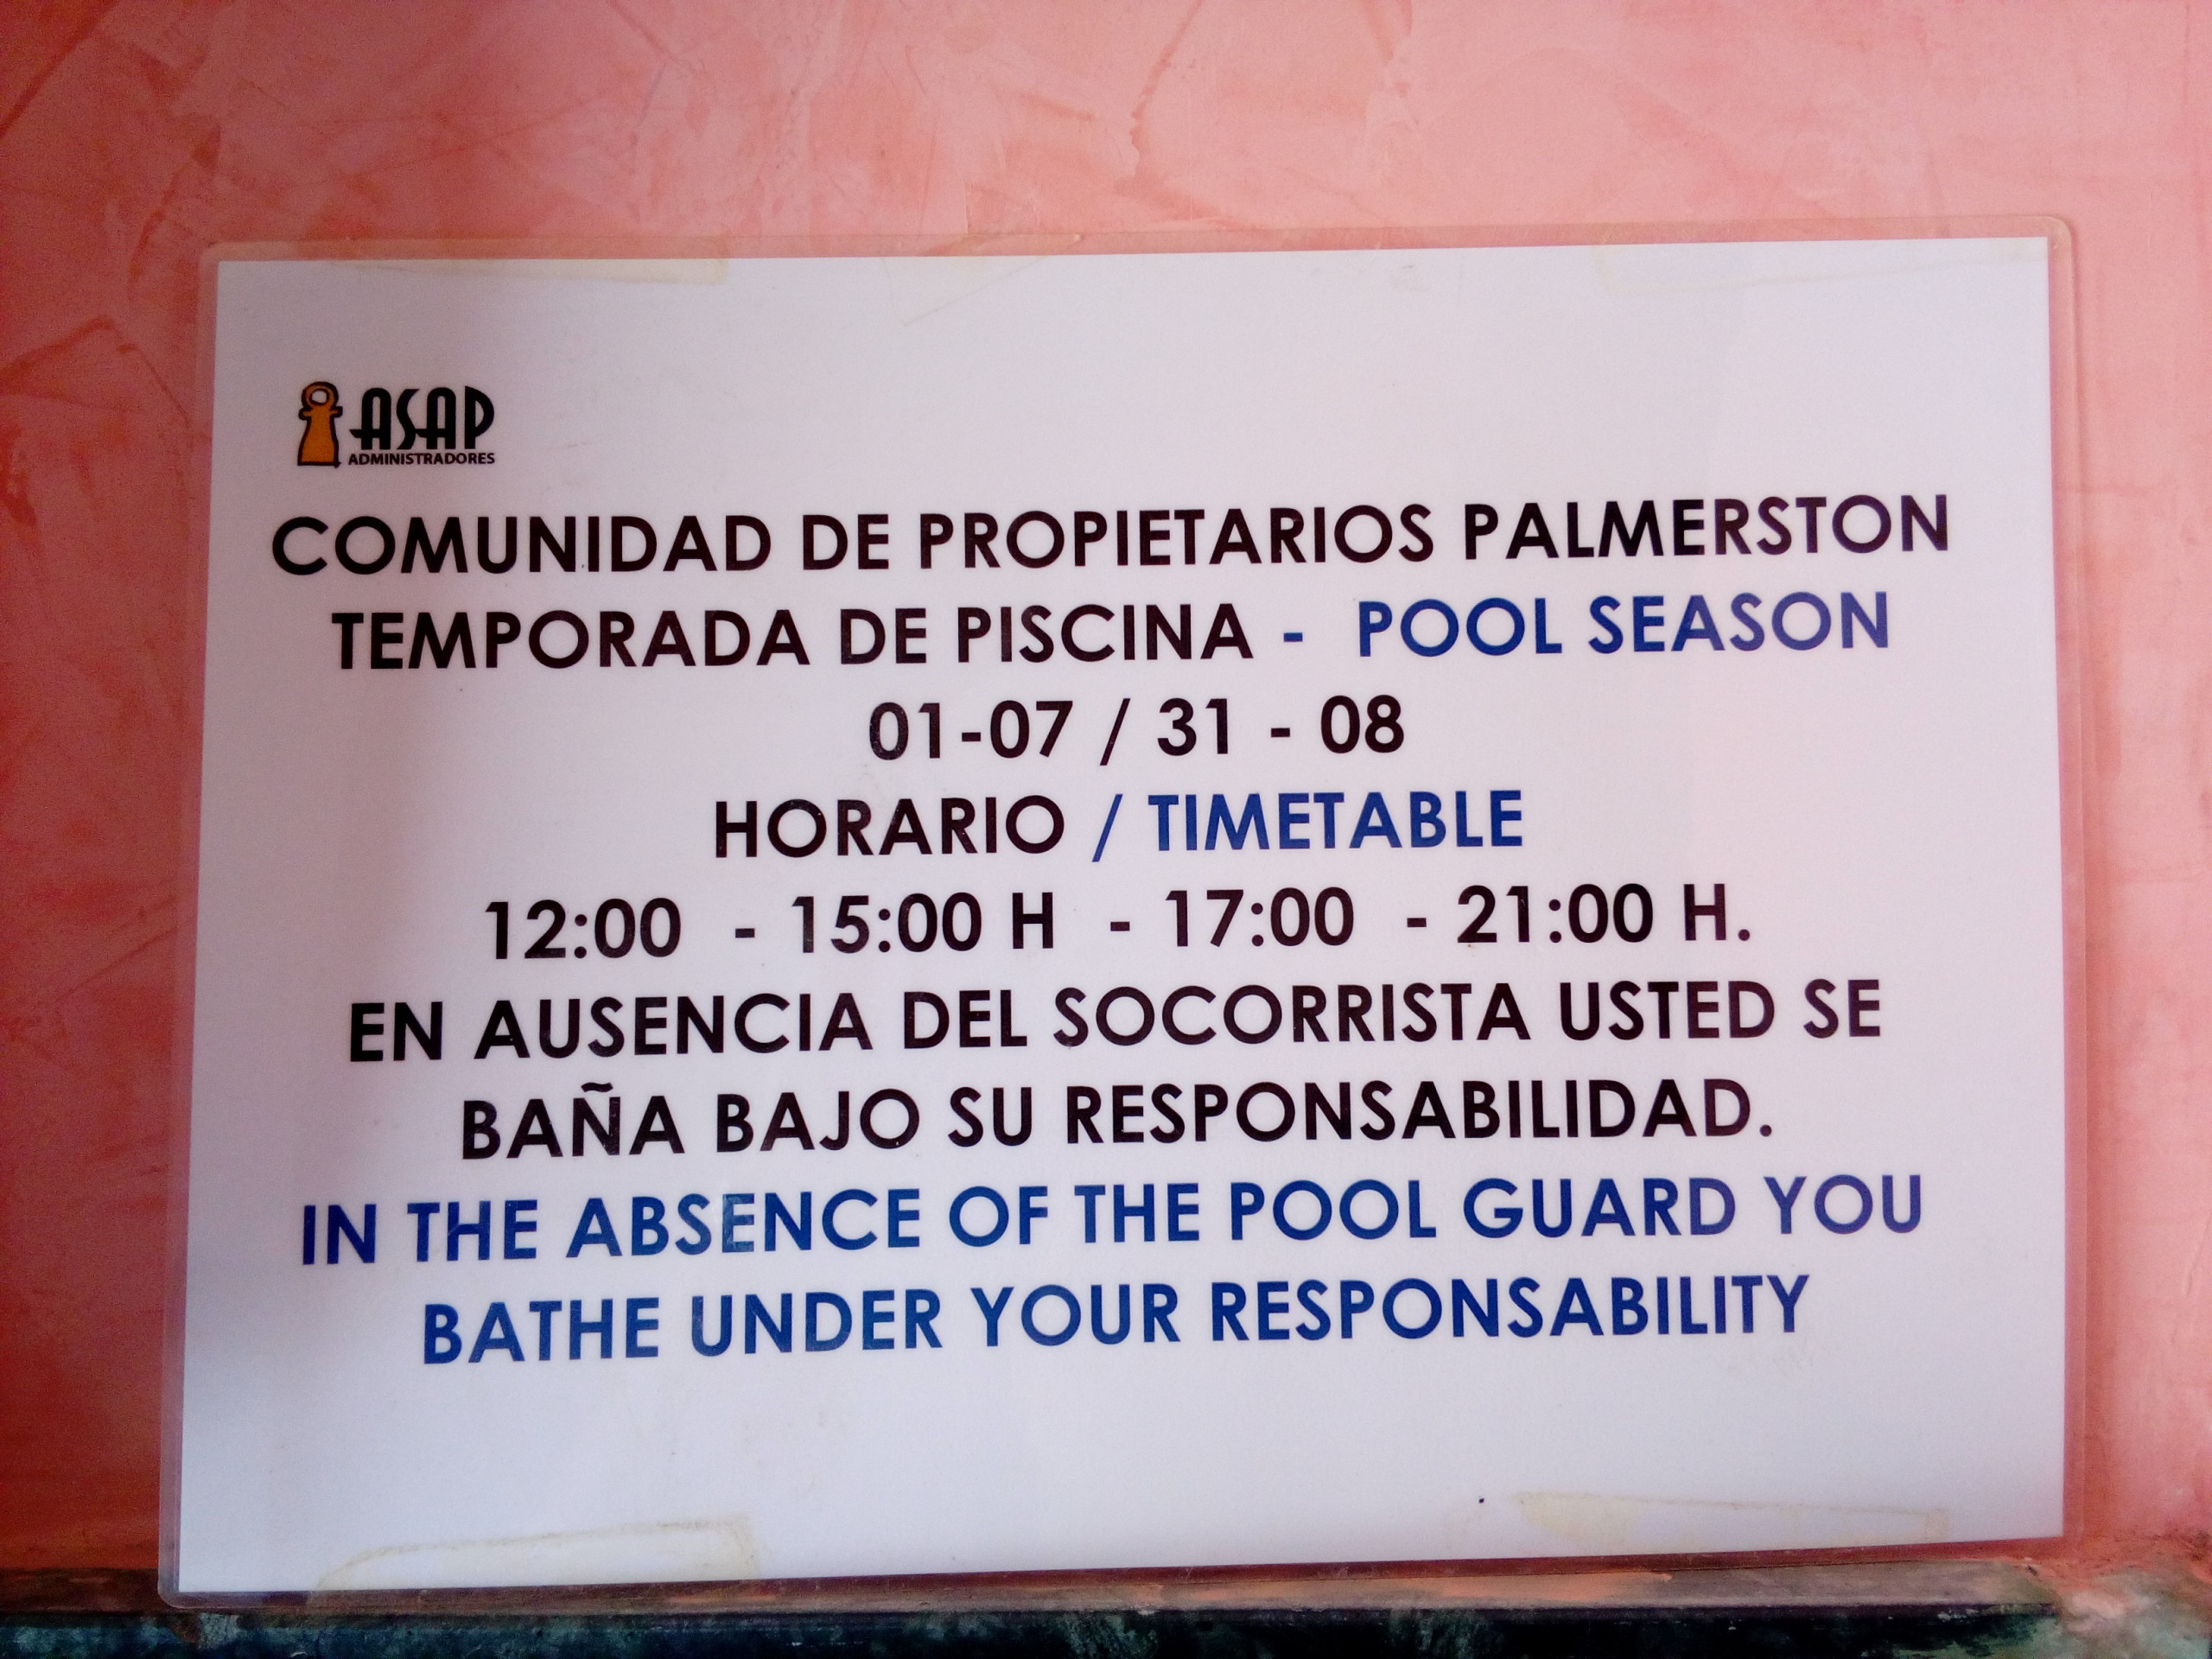 ASAP
ADMINISTRADORES
COMUNIDAD DE PROPIETARIOS PALMERSTON
TEMPORADA DE PISCINA - POOL SEASON
01-07 / 31 - 08
HORARIO / TIMETABLE
12:00 - 15:00 H - 17:00 - 21:00 H.
EN AUSENCIA DEL SOCORRISTA USTED SE
BAÑA BAJO SU RESPONSABILIDAD.
IN THE ABSENCE OF THE POOL GUARD YOU
BATHE UNDER YOUR RESPONSABILITY